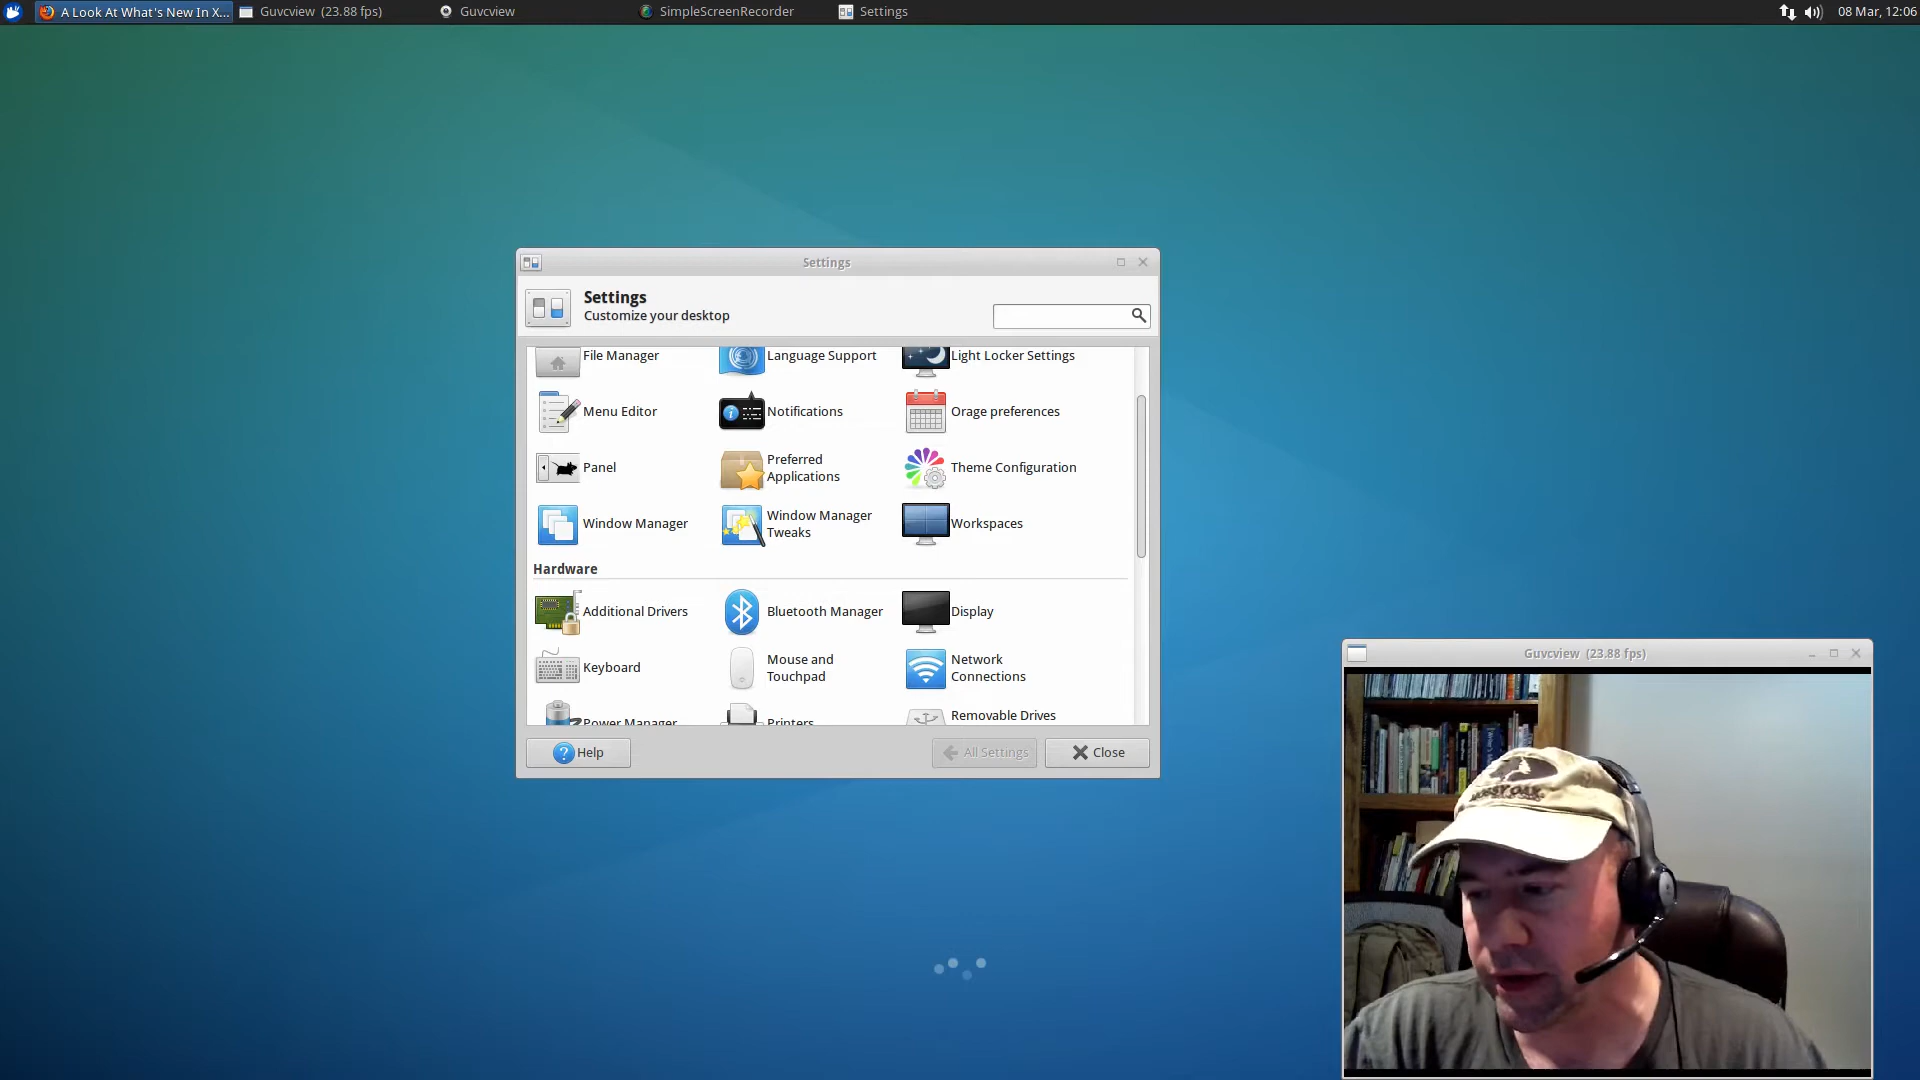 A Look At What's New In X...
Guvcview (23.88 fps)
Guvcview
SimpleScreenRecorder
Settings
08 Mar, 12:06
Settings
Settings
Customize your desktop
File Manager
Language Support
Light Locker Settings
Menu Editor
Notifications
Orage preferences
Panel
Preferred
Applications
Theme Configuration
Window Manager
Window Manager
Tweaks
Workspaces
Hardware
Additional Drivers
Bluetooth Manager
Display
Keyboard
Mouse and
Touchpad
Network
Connections
Power Manager
Printers
Removable Drives
Help
All Settings
Close
Guvcview (23.88 fps)
MOSSY OAK